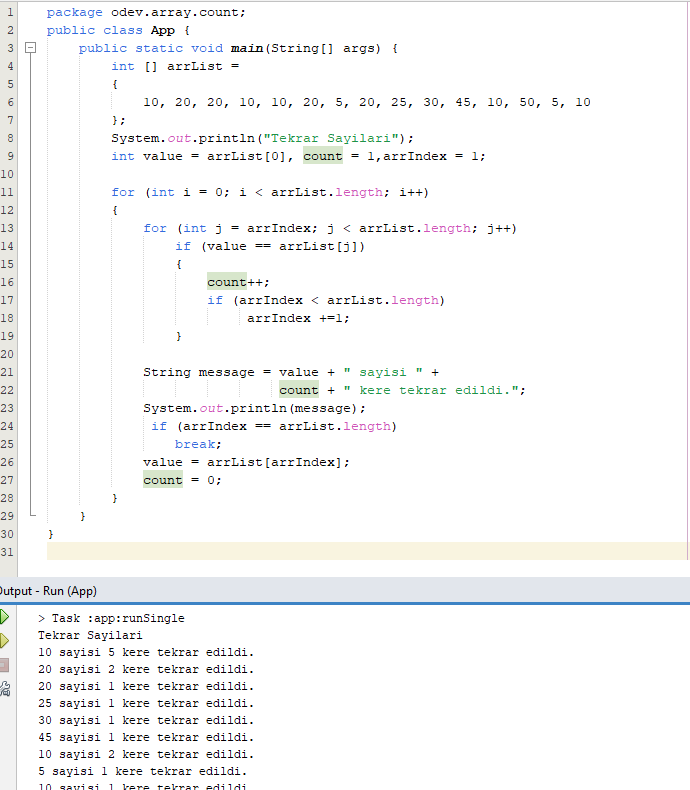 1 package odev.array.count;
2 public class App {
3 public static void main(String[] args) {
4 int [] arrList =
5 {
6 10, 20, 20, 10, 10, 20, 5, 20, 25, 30, 45, 10, 50, 5, 10
7 };
8 System.out.println("Tekrar Sayilari");
9 int value = arrList[0], count = 1,arrIndex = 1;
10
11 for (int i = 0; i < arrList.length; i++)
12 {
13 for (int j = arrIndex; j < arrList.length; j++)
14 if (value == arrList[j])
15 {
16 count++;
17 if (arrIndex < arrList.length)
18 arrIndex +=1;
19 }
20
21 String message = value + " sayisi " +
22 count + " kere tekrar edildi.";
23 System.out.println(message);
24 if (arrIndex == arrList.length)
25 break;
26 value = arrList[arrIndex];
27 count = 0;
28 }
29 }
30 }
31
Output - Run (App)
> Task :app:runSingle
Tekrar Sayilari
10 sayisi 5 kere tekrar edildi.
20 sayisi 2 kere tekrar edildi.
20 sayisi 1 kere tekrar edildi.
25 sayisi 1 kere tekrar edildi.
30 sayisi 1 kere tekrar edildi.
45 sayisi 1 kere tekrar edildi.
10 sayisi 2 kere tekrar edildi.
5 sayisi 1 kere tekrar edildi.
10 sayisi 1 kere tekrar edildi.